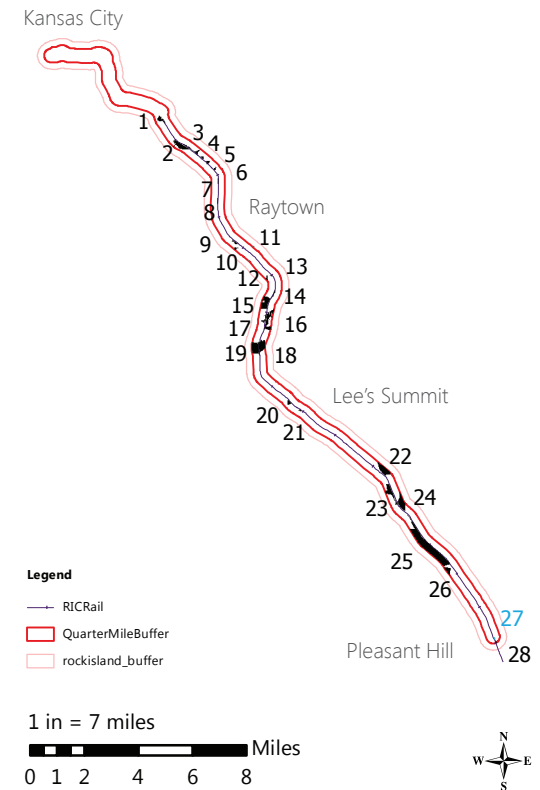 Kansas City
1
2
3
4
5
6
7
8
Raytown
9
10
11
12
13
14
15
16
17
18
19
Lee's Summit
20
21
22
23
24
25
26
27
Pleasant Hill
28
Legend
RICRail
QuarterMileBuffer
rockisland_buffer
1 in = 7 miles
Miles
0 1 2 4 6 8
N
W E
S